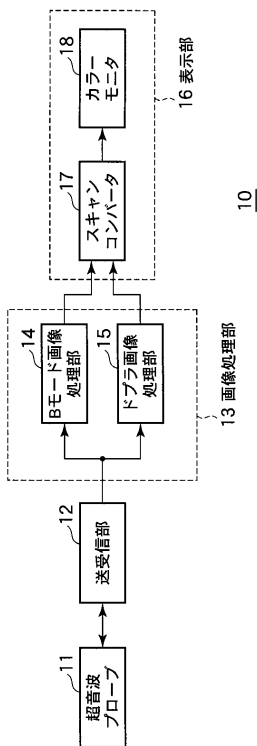 11
超音波
プローブ
12
送受信部
14
Bモード画像
処理部
15
ドプラ画像
処理部
13 画像処理部
17
スキャン
コンバータ
18
カラー
モニタ
16 表示部
10